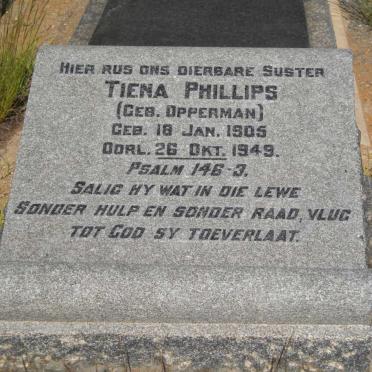 HIER RUS ONS DIERBARE SUSTER
TIENA PHILLIPS
(GEB. OPPERMAN)
GEB. 18 JAN. 1905
OORL. 26 OKT. 1949.
PSALM 146-3.
SALIG HY WAT IN DIE LEWE
SONDER HULP EN SONDER RAAD, VLUG
TOT GOD SY TOEVERLAAT.